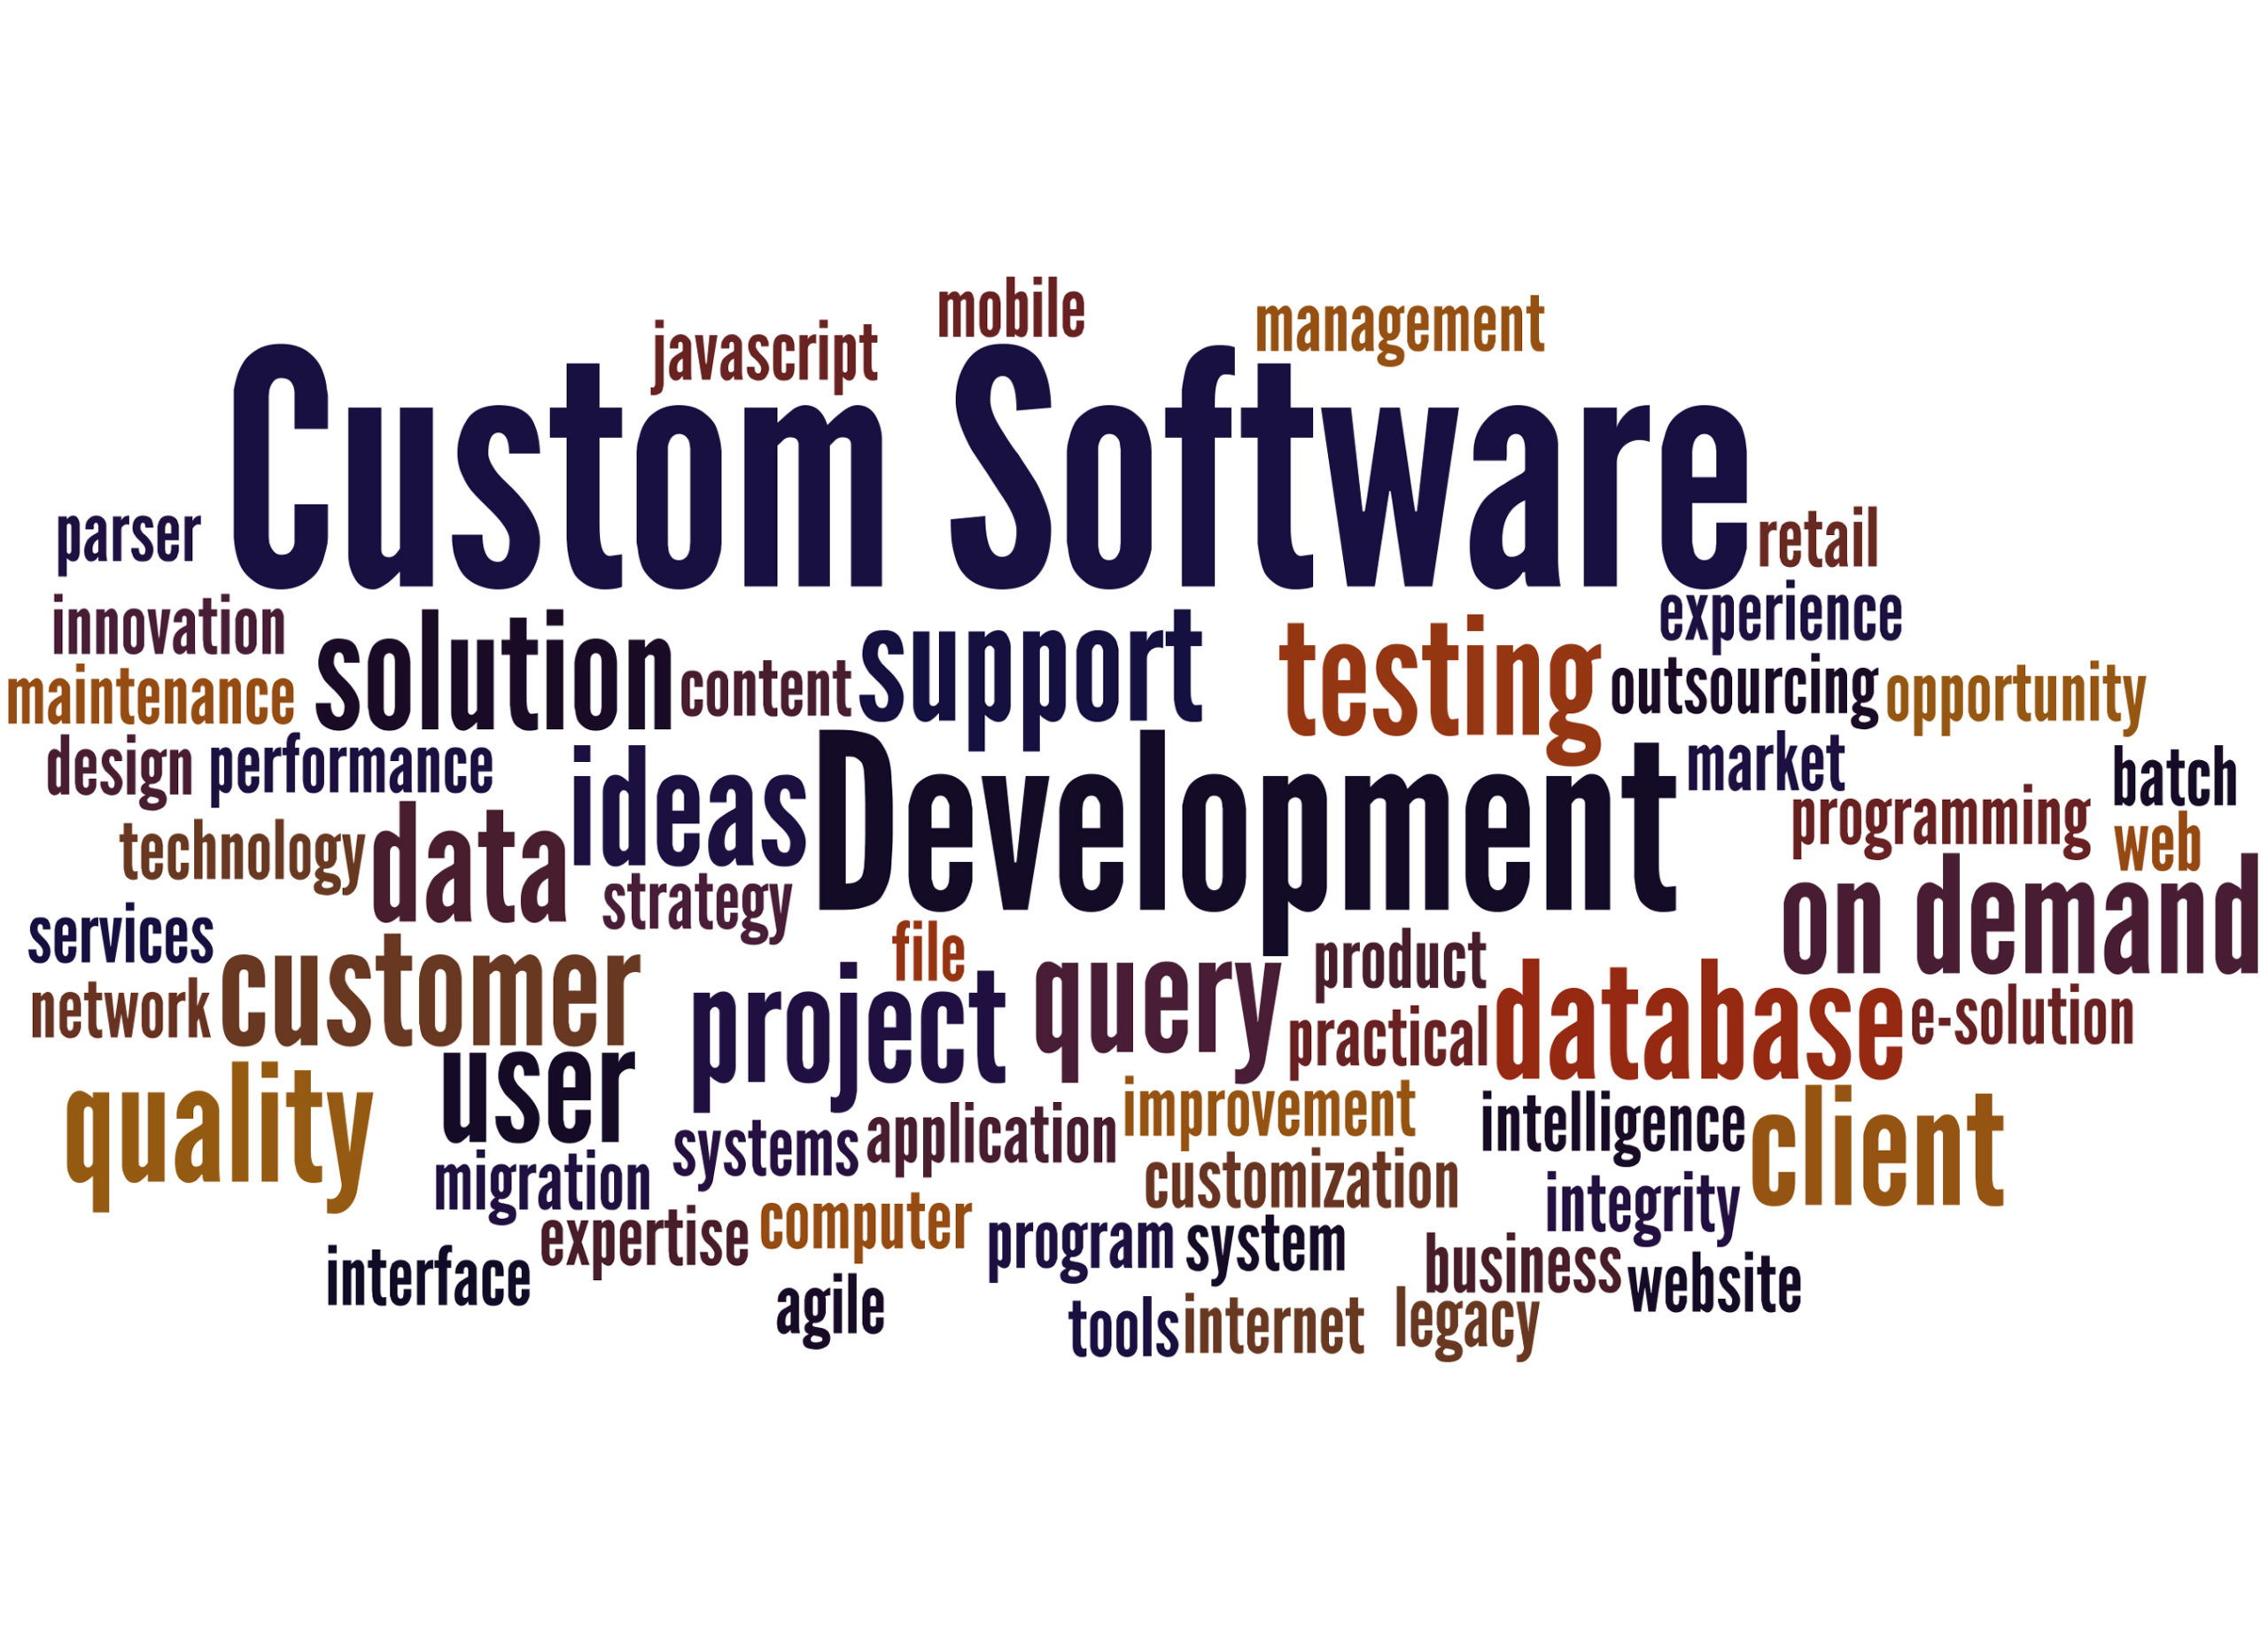 mobile
management
javascript
Custom Software
parser
retail
innovation
experience
solution
content
support
testing
maintenance
outsourcing
opportunity
design
performance
ideas
Development
market
batch
technology
data
strategy
programming
web
services
customer
file
product
on demand
network
project
query
practical
database
e-solution
quality
user
systems
application
improvement
intelligence
client
migration
customization
integrity
expertise
computer
program
system
business
website
interface
agile
tools
internet
legacy